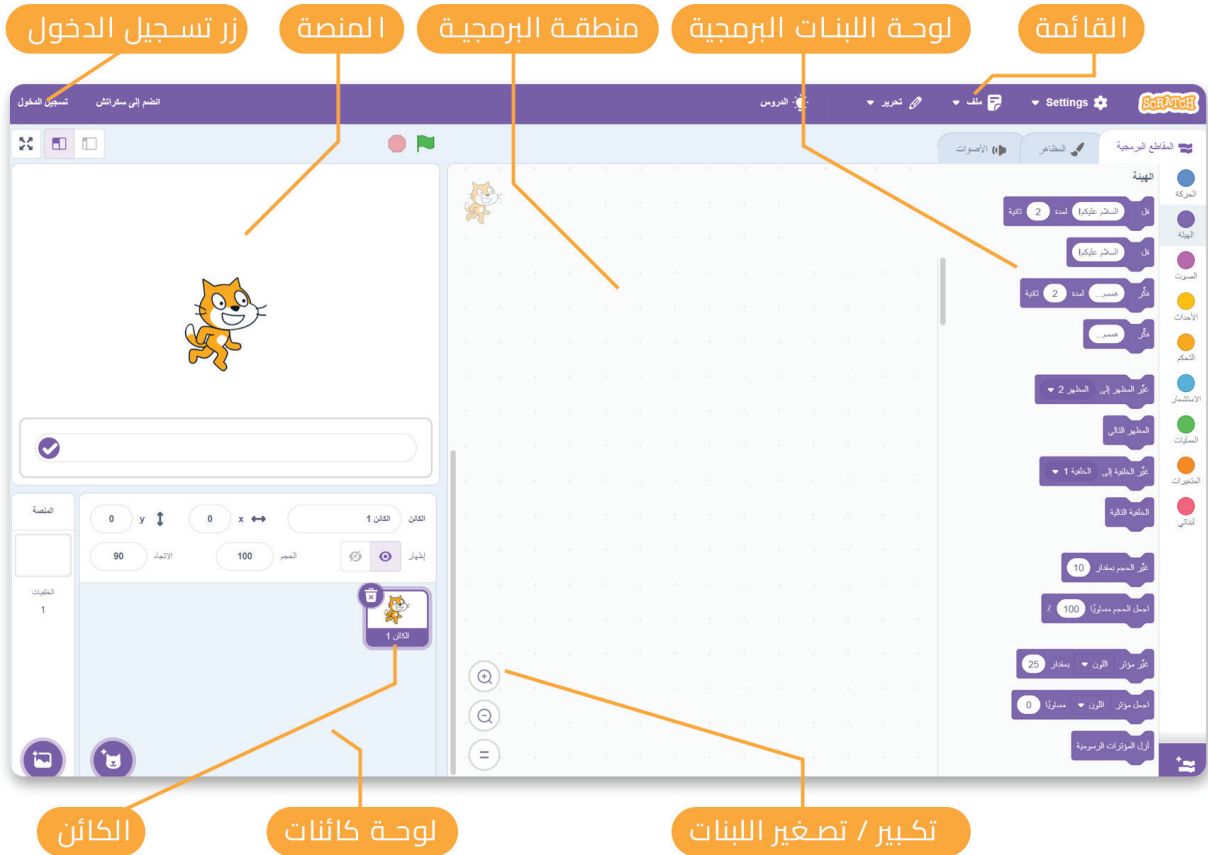 القائمة
لوحة اللبنات البرمجية
منطقة البرمجية
المنصة
زر تسجيل الدخول
SCRATCH
Settings
ملف
تحرير
الدروس
انضم إلى سكراتش
تسجيل الدخول
المقاطع البرمجية
المظاهر
الأصوات
الحركة
الهيئة
الصوت
الأحداث
التحكم
الاستشعار
العمليات
المتغيرات
لبناتي
الهيئة
قل السلام عليكم! لمدة 2 ثانية
قل السلام عليكم!
فكّر هممم... لمدة 2 ثانية
فكّر هممم...
غيّر المظهر إلى المظهر 2
المظهر التالي
غيّر الخلفية إلى الخلفية 1
الخلفية التالية
غيّر الحجم بمقدار 10
اجعل الحجم مساويًا 100 ٪
غيّر مؤثر اللون بمقدار 25
اجعل مؤثر اللون مساويًا 0
أزل المؤثرات الرسومية
الكائن الكائن 1 x 0 y 0
إظهار الحجم 100 الاتجاه 90
الكائن 1
المنصة
الخلفيات
1
تكبير / تصغير اللبنات
لوحة كائنات
الكائن